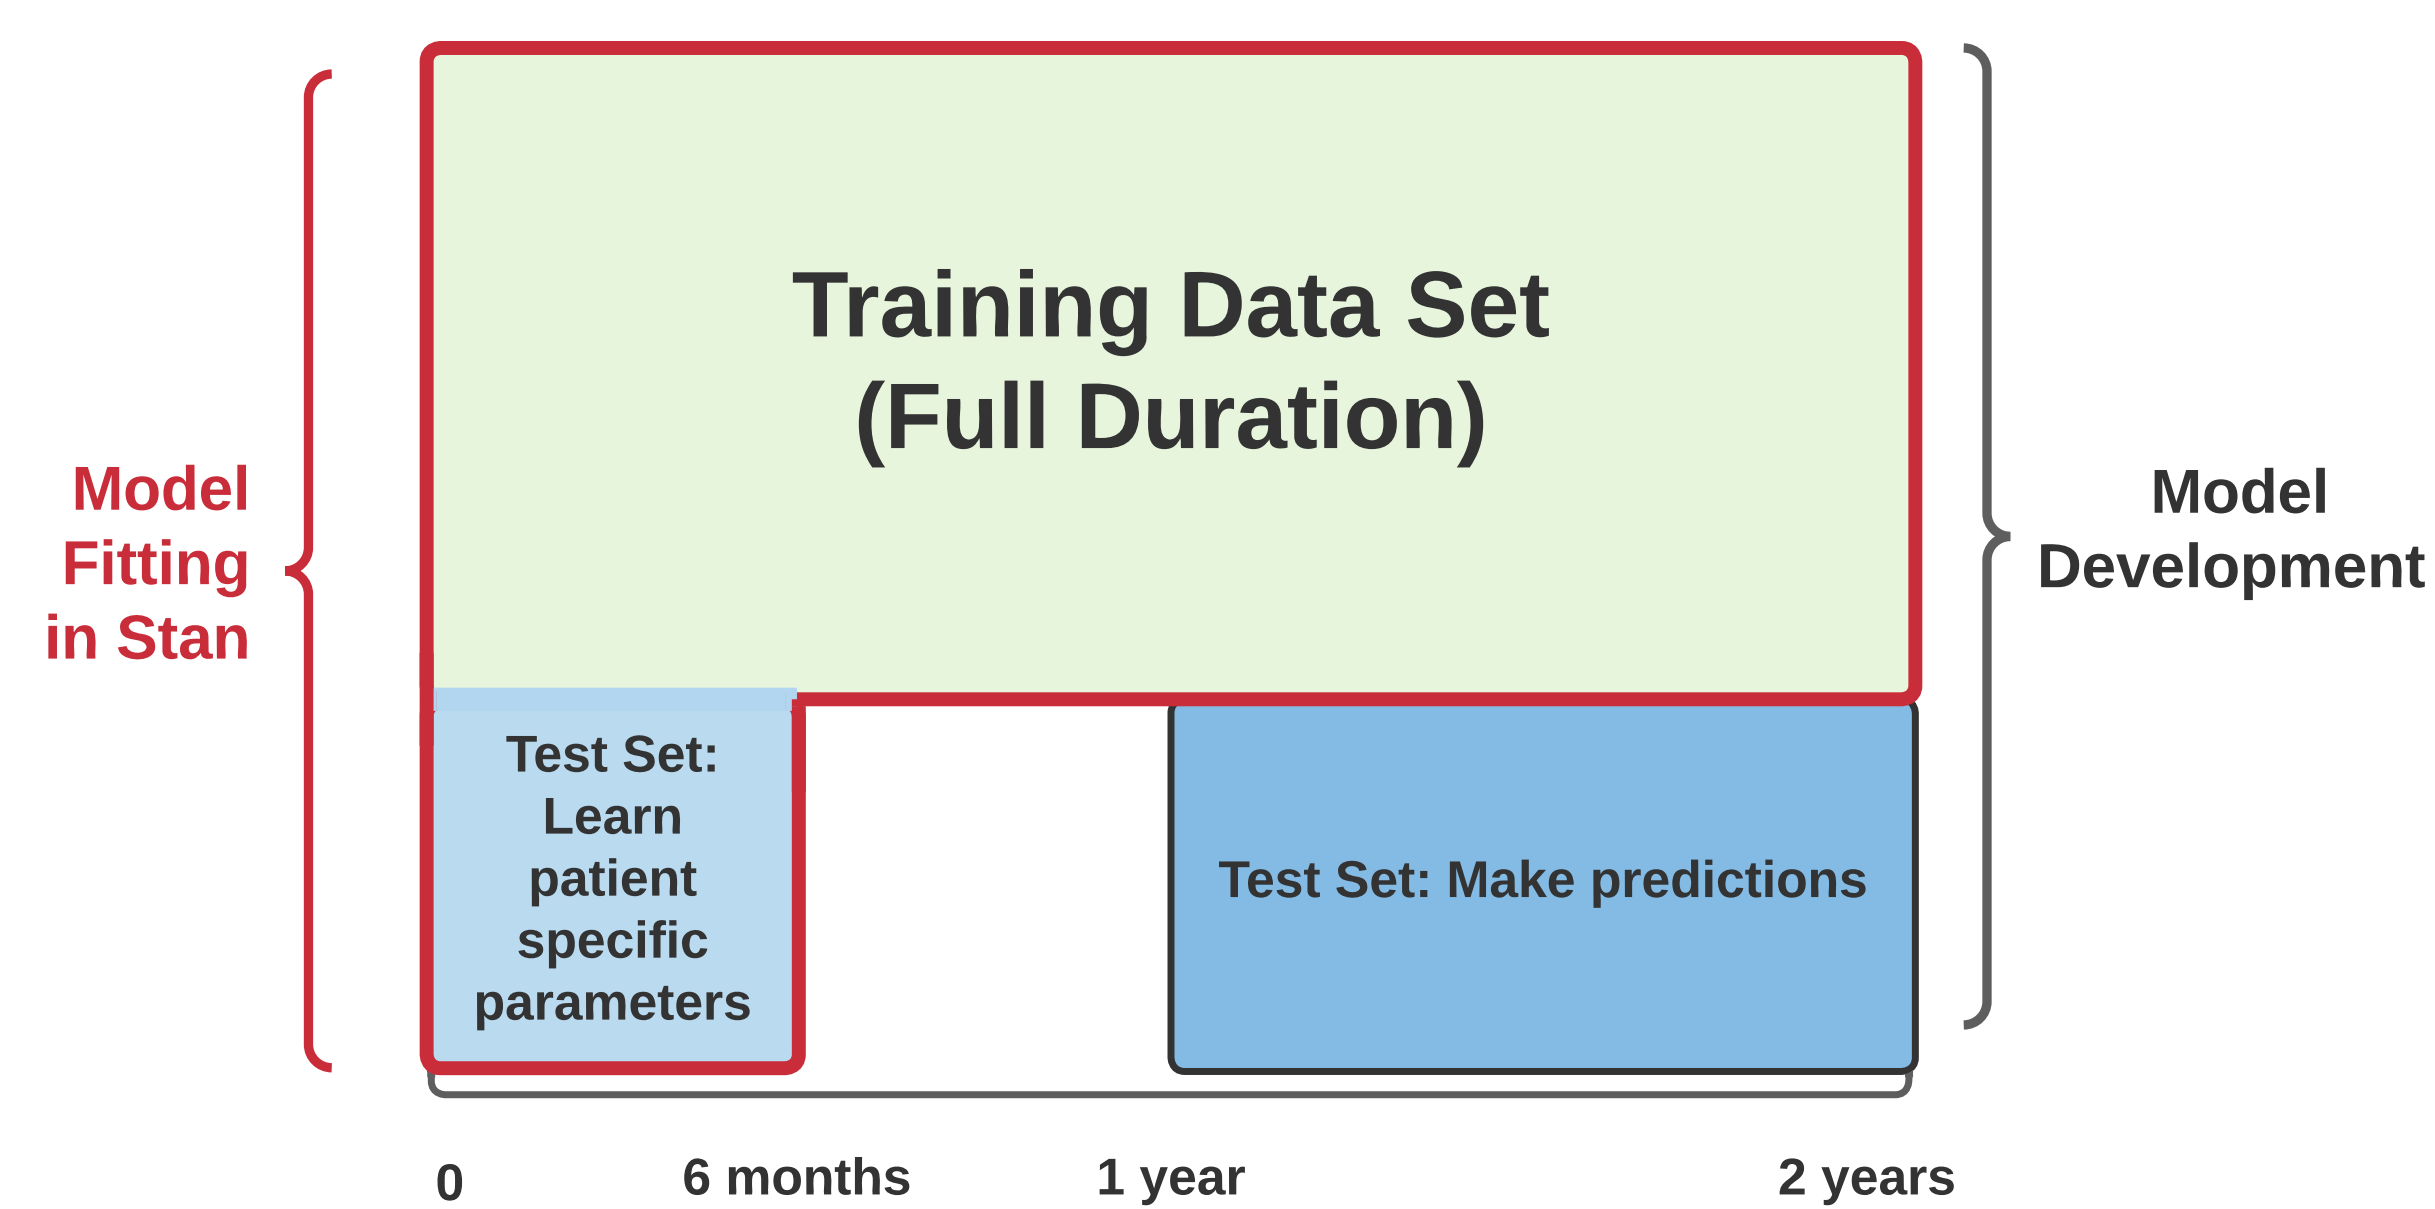 Training Data Set
(Full Duration)
Model
Fitting
in Stan
Model
Development
Test Set:
Learn
patient
specific
parameters
Test Set: Make predictions
0
6 months
1 year
2 years